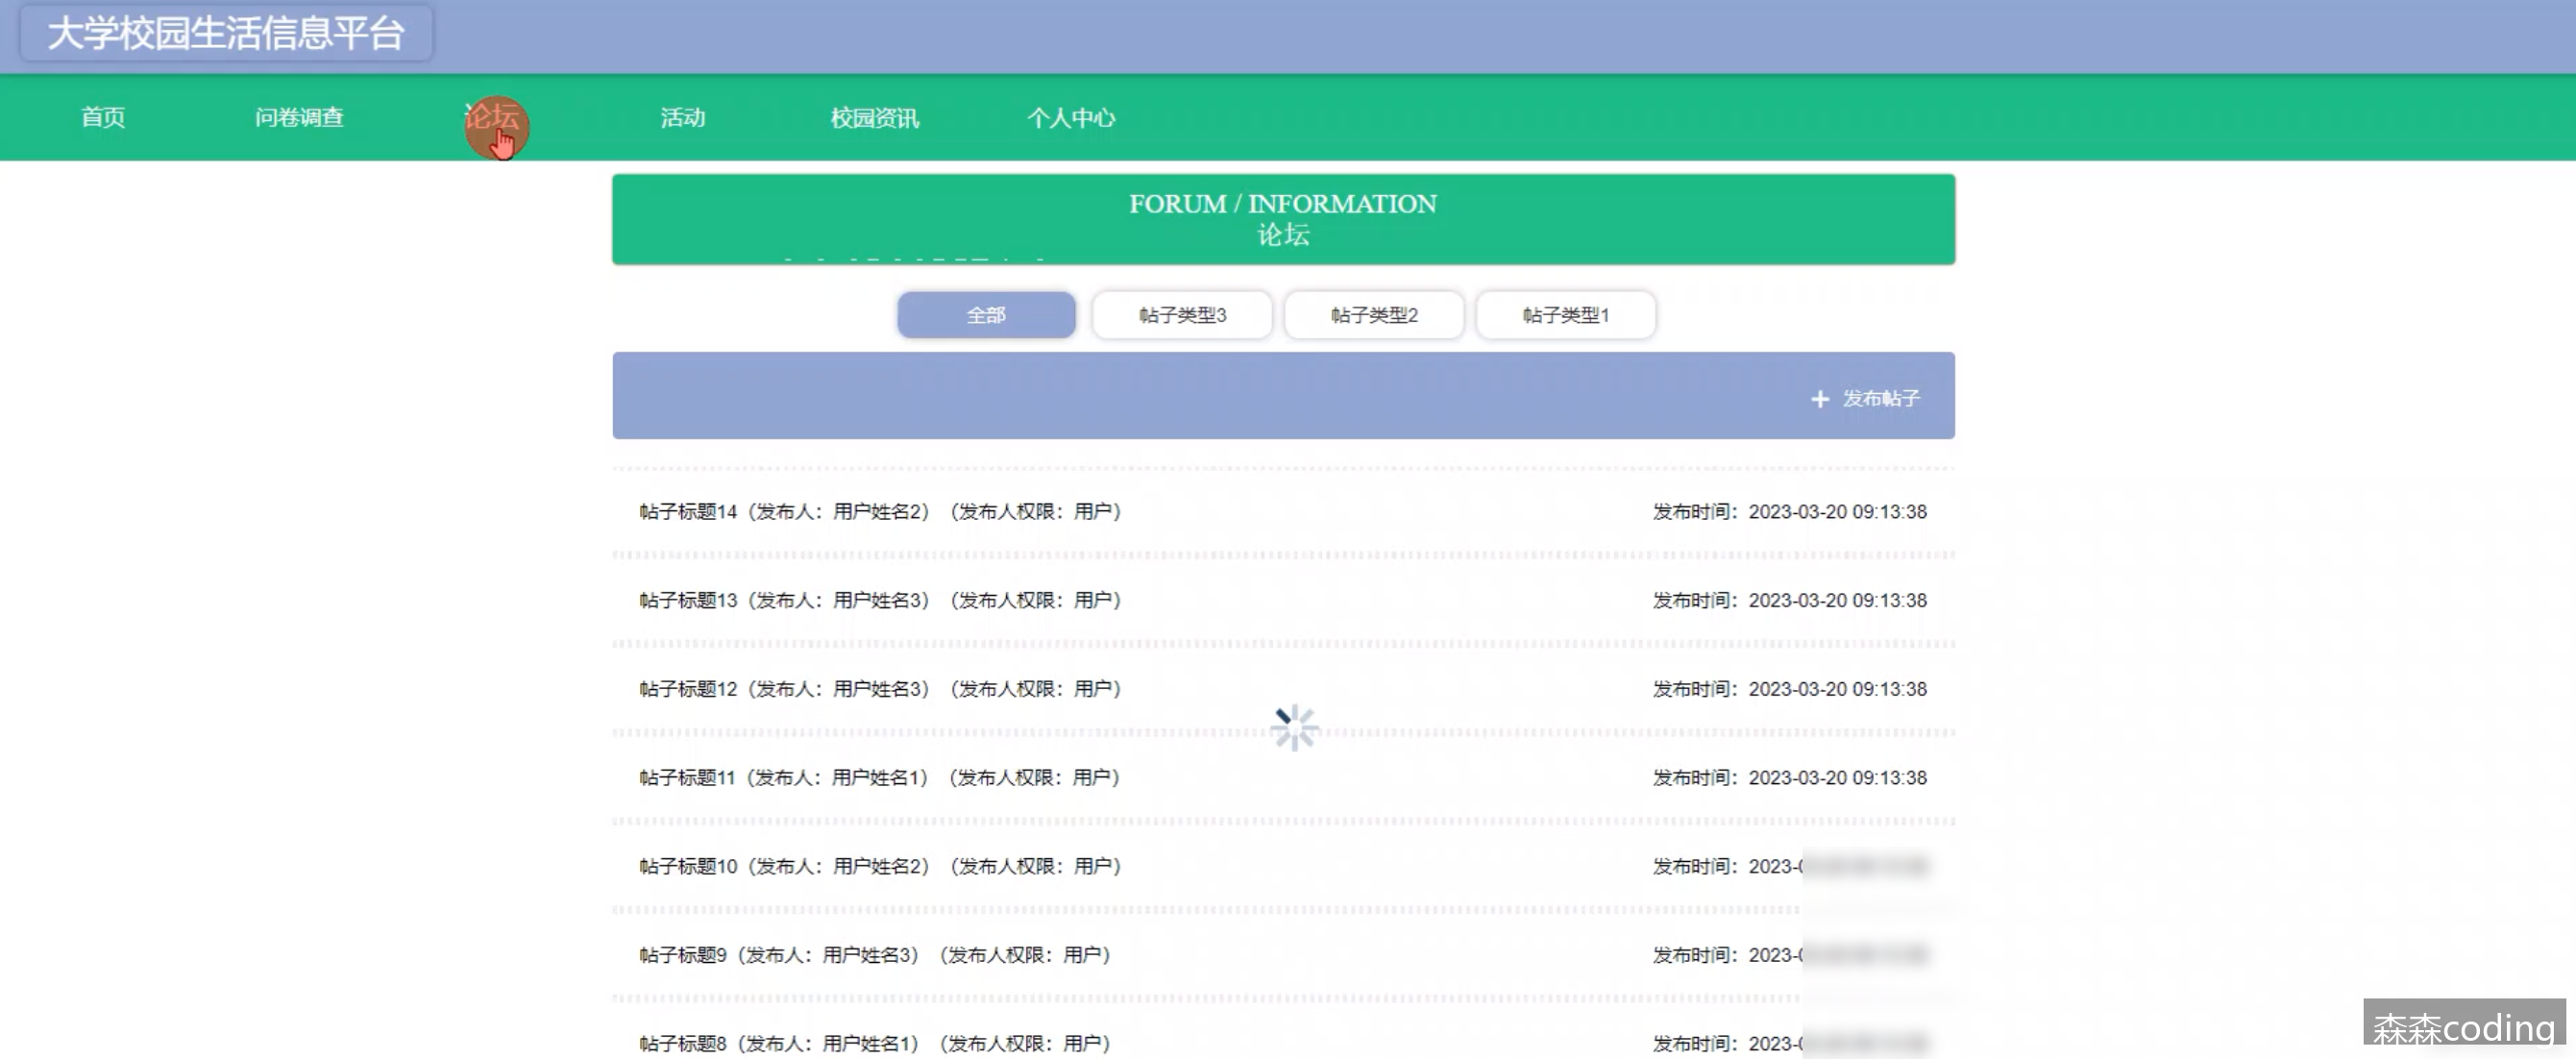 大学校园生活信息平台
首页 问卷调查 论坛 活动 校园资讯 个人中心
FORUM / INFORMATION
论坛
全部 帖子类型3 帖子类型2 帖子类型1
+ 发布帖子
帖子标题14（发布人：用户姓名2）（发布人权限：用户） 发布时间：2023-03-20 09:13:38
帖子标题13（发布人：用户姓名3）（发布人权限：用户） 发布时间：2023-03-20 09:13:38
帖子标题12（发布人：用户姓名3）（发布人权限：用户） 发布时间：2023-03-20 09:13:38
帖子标题11（发布人：用户姓名1）（发布人权限：用户） 发布时间：2023-03-20 09:13:38
帖子标题10（发布人：用户姓名2）（发布人权限：用户） 发布时间：2023-
帖子标题9（发布人：用户姓名3）（发布人权限：用户） 发布时间：2023-
帖子标题8（发布人：用户姓名1）（发布人权限：用户） 发布时间：2023-
森森coding